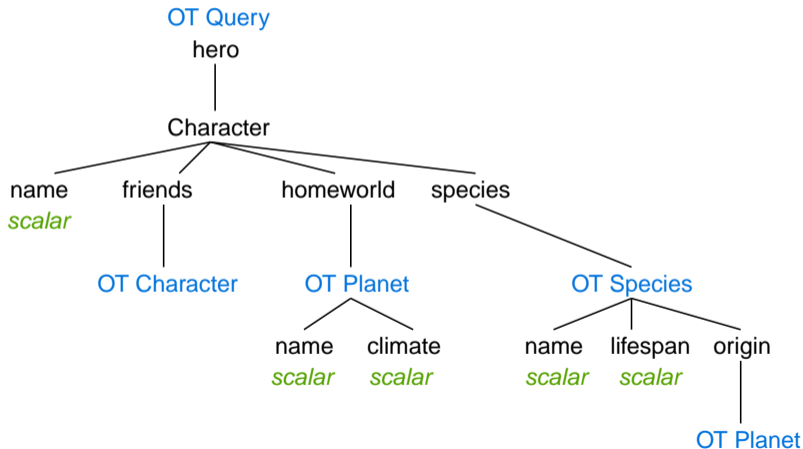 OT Query
hero
Character
name friends homeworld species
scalar
OT Character OT Planet OT Species
name climate name lifespan origin
scalar scalar scalar scalar
OT Planet